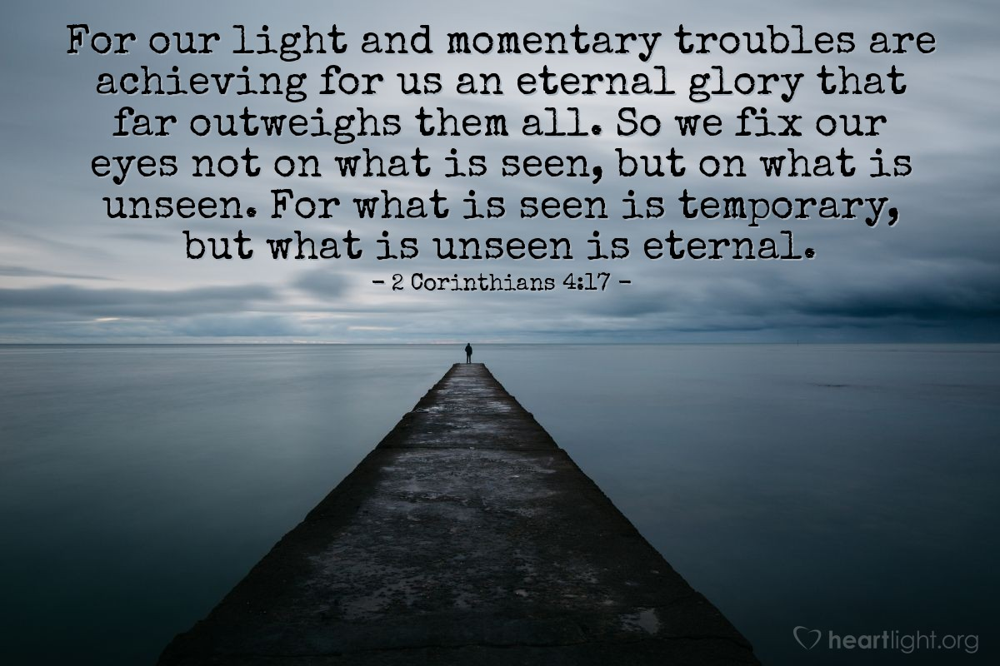 For our light and momentary troubles are
achieving for us an eternal glory that
far outweighs them all. So we fix our
eyes not on what is seen, but on what is
unseen. For what is seen is temporary,
but what is unseen is eternal.
- 2 Corinthians 4:17 -
heartlight.org